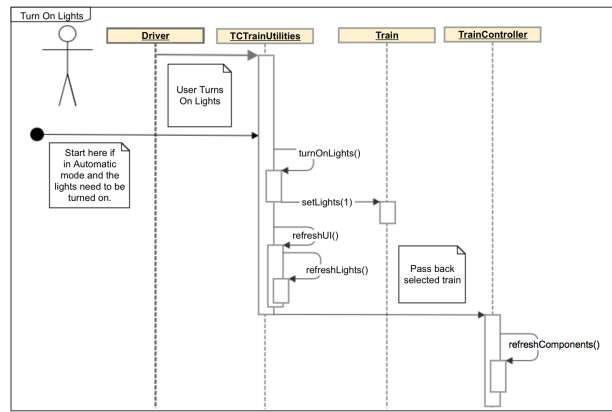 Turn On Lights
Driver
TCTrainUtilities
Train
TrainController
User Turns
On Lights
Start here if
in Automatic
mode and the
lights need to be
turned on.
turnOnLights()
setLights(1)
refreshUI()
refreshLights()
Pass back
selected train
refreshComponents()